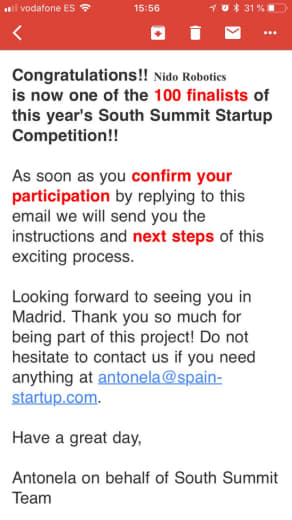 vodafone ES
15:56
31 %
Congratulations!! Nido Robotics
is now one of the 100 finalists of
this year's South Summit Startup
Competition!!
As soon as you confirm your
participation by replying to this
email we will send you the
instructions and next steps of this
exciting process.
Looking forward to seeing you in
Madrid. Thank you so much for
being part of this project! Do not
hesitate to contact us if you need
anything at antonela@spain-
startup.com.
Have a great day,
Antonela on behalf of South Summit
Team